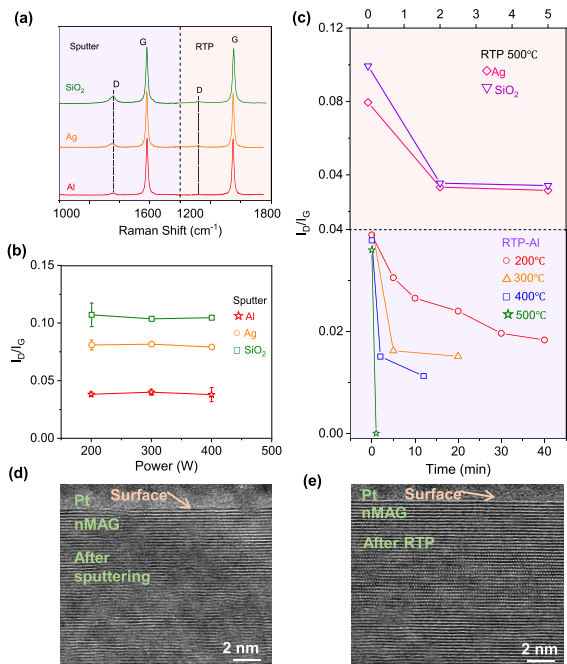 (a)
Sputter
G
RTP
G
D
D
SiO2
Ag
Al
1000 1600 1200 1800
Raman Shift (cm-1)
(b)
ID/IG
0.15
0.10
0.05
0.00
Sputter
Al
Ag
SiO2
200 300 400 500
Power (W)
(c)
0 1 2 3 4 5
0.12
0.08
0.04
RTP 500℃
Ag
SiO2
ID/IG
0.04
0.02
0.00
RTP-Al
200℃
300℃
400℃
500℃
0 10 20 30 40
Time (min)
(d)
Pt
Surface
nMAG
After
sputtering
2 nm
(e)
Pt
Surface
nMAG
After RTP
2 nm